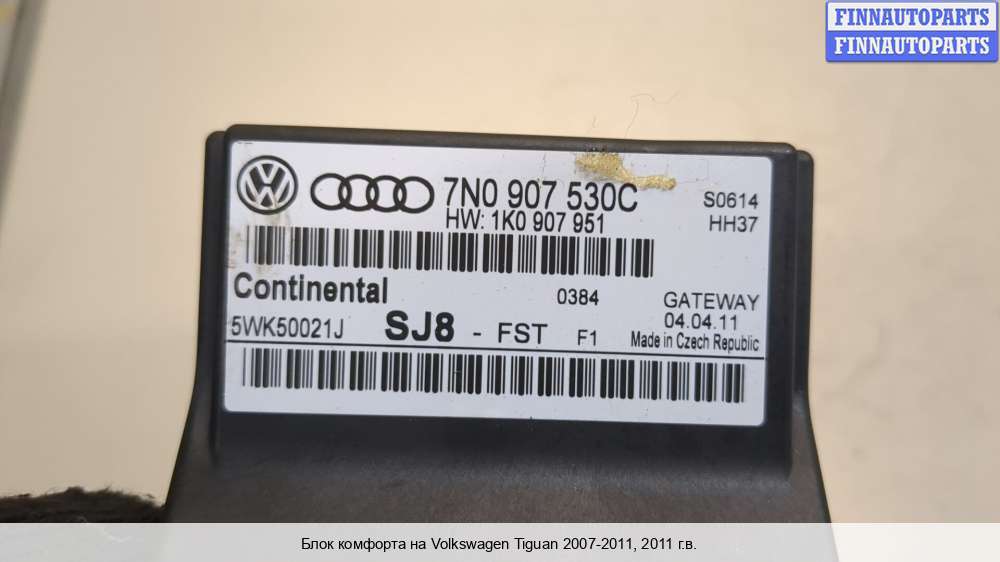 FINNAUTOPARTS
FINNAUTOPARTS
7N0 907 530C
S0614
HW: 1K0 907 951
HH37
Continental
0384
GATEWAY
5WK50021J
SJ8 - FST F1
04.04.11
Made in Czech Republic
Блок комфорта на Volkswagen Tiguan 2007-2011, 2011 г.в.